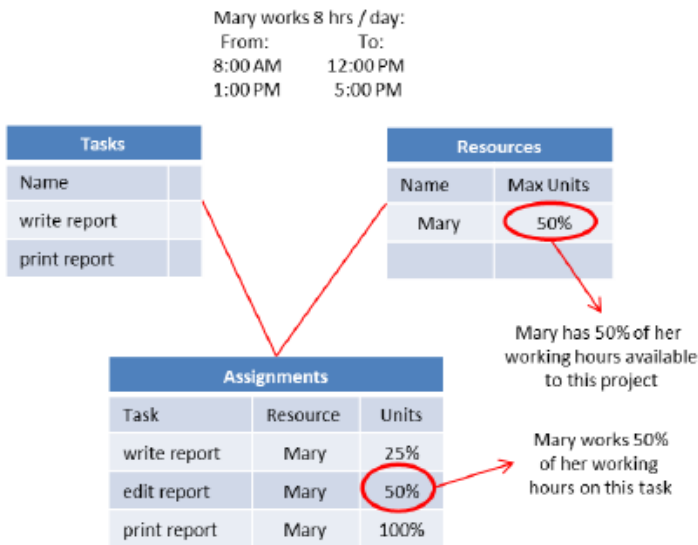 Mary works 8 hrs / day:
From: To:
8:00 AM 12:00 PM
1:00 PM 5:00 PM
Tasks
Name
write report
print report
Resources
Name Max Units
Mary 50%
Mary has 50% of her
working hours available
to this project
Assignments
Task Resource Units
write report Mary 25%
edit report Mary 50%
print report Mary 100%
Mary works 50%
of her working
hours on this task